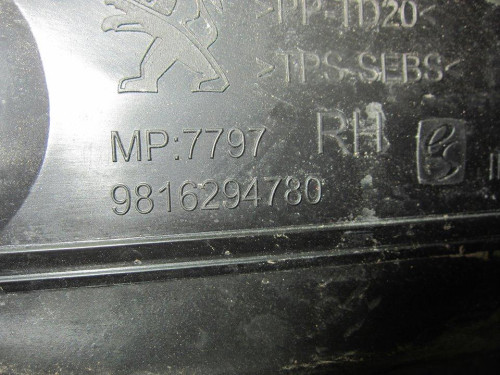 >PP-TD20<
>TPS-SEBS<
MP:7797 RH
9816294780